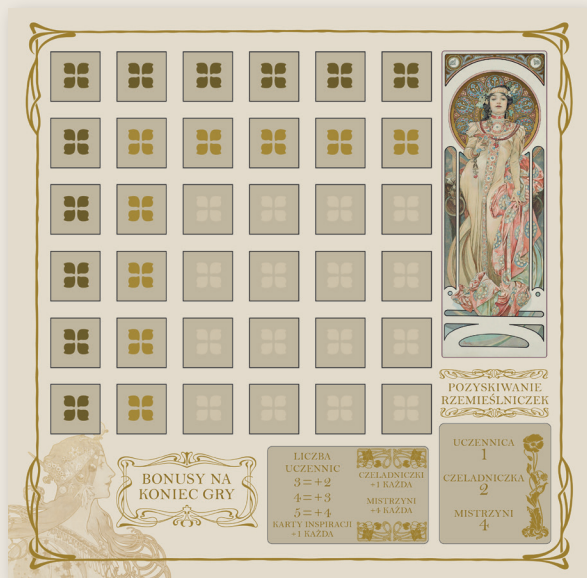 POZYSKIWANIE
RZEMIEŚLNICZEK
BONUSY NA
KONIEC GRY
LICZBA
UCZENNIC
3=+2
4=+3
5=+4
KARTY INSPIRACJI
+1 KAŻDA
CZELADNICZKI
+1 KAŻDA
MISTRZYNI
+4 KAŻDA
UCZENNICA
1
CZELADNICZKA
2
MISTRZYNI
4